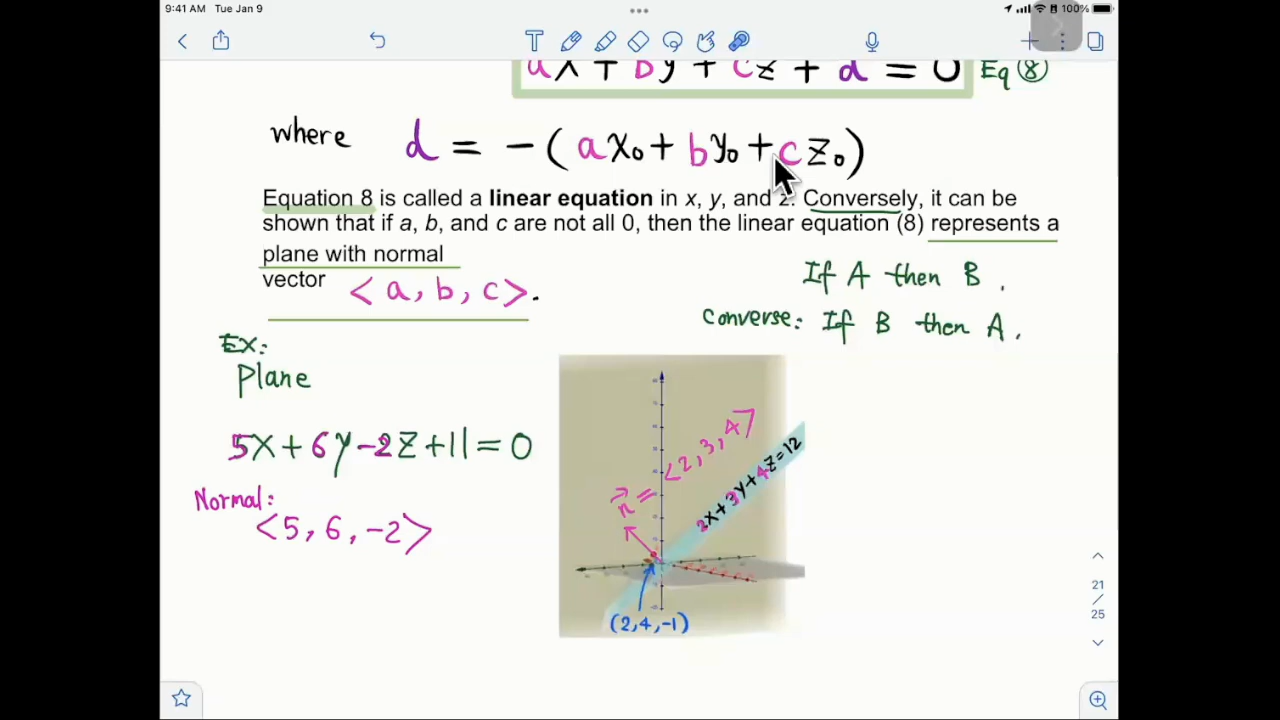 9:41 AM Tue Jan 9
100%
ax + by + cz + d = 0 Eq ⑧
where d = -(ax₀ + by₀ + cz₀)
Equation 8 is called a linear equation in x, y, and z. Conversely, it can be
shown that if a, b, and c are not all 0, then the linear equation (8) represents a
plane with normal
vector <a, b, c>.
If A then B.
Converse: If B then A.
EX:
Plane
5x+6y-2z+11=0
Normal:
<5, 6, -2>
n⃗ = <2,3,4>
2x+3y+4z=12
(2,4,-1)
21
/
25